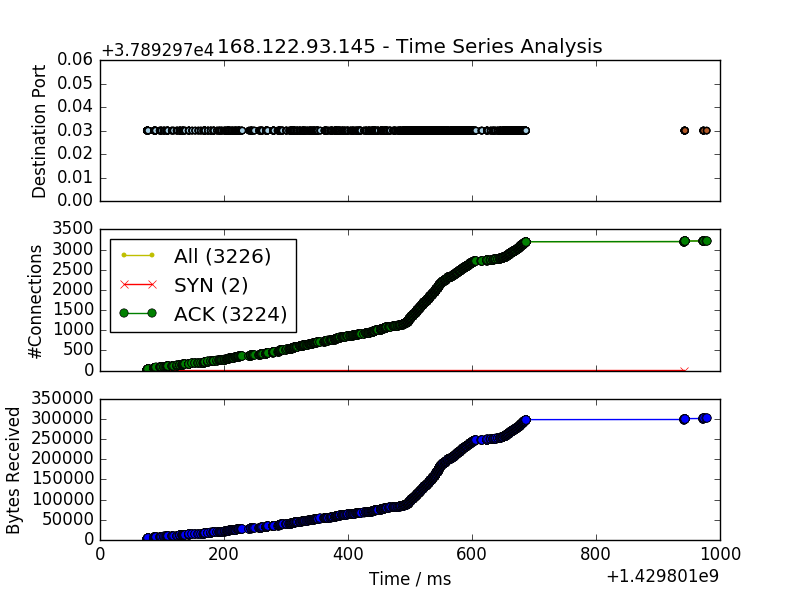 +3.789297e4 168.122.93.145 - Time Series Analysis
0.06
0.05
0.04
0.03
0.02
0.01
0.00
Destination Port
3500
3000
2500
2000
1500
1000
500
0
#Connections
All (3226)
SYN (2)
ACK (3224)
350000
300000
250000
200000
150000
100000
50000
0
Bytes Received
0 200 400 600 800 1000
Time / ms
+1.429801e9